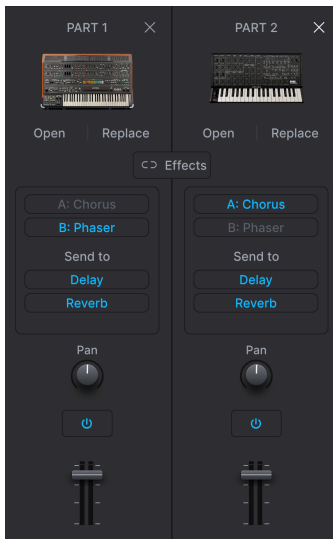 PART 1
PART 2
Open
Replace
Open
Replace
Effects
A: Chorus
B: Phaser
Send to
Delay
Reverb
A: Chorus
B: Phaser
Send to
Delay
Reverb
Pan
Pan